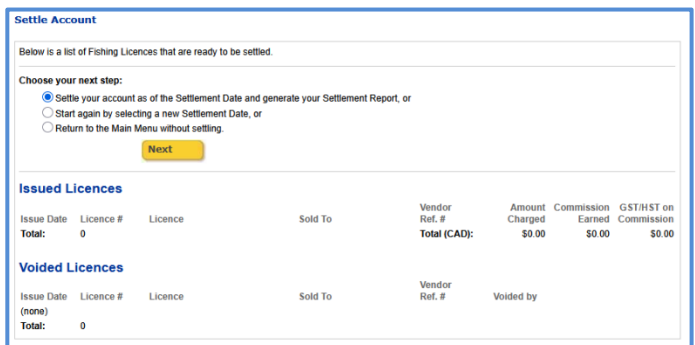 Settle Account
Below is a list of Fishing Licences that are ready to be settled.
Choose your next step:
Settle your account as of the Settlement Date and generate your Settlement Report, or
Start again by selecting a new Settlement Date, or
Return to the Main Menu without settling.
Next
Issued Licences
Issue Date Licence # Licence Sold To Vendor Ref. # Amount Charged Commission Earned GST/HST on Commission
Total: 0 Total (CAD): $0.00 $0.00 $0.00
Voided Licences
Issue Date Licence # Licence Sold To Vendor Ref. # Voided by
(none)
Total: 0